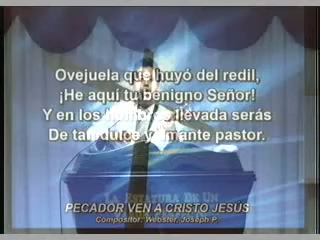 Ovejuela que huyó del redil,
¡He aquí tu benigno Señor!
Y en los hombros llevada serás
De tan dulce y amante pastor.
LA ESTATURA DE UN
PECADOR VEN A CRISTO JESUS
Compositor: Webster, Joseph P.